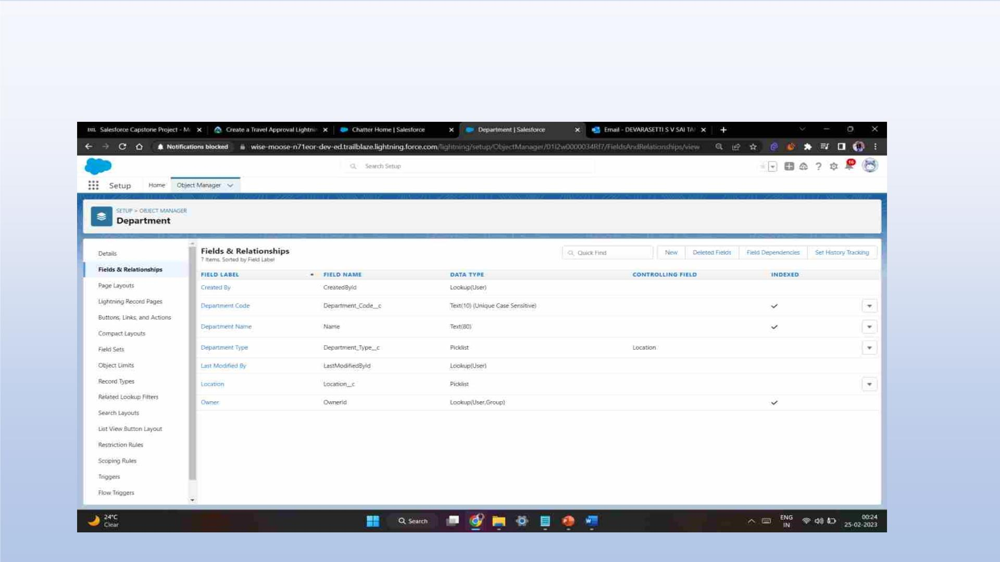 Salesforce Capstone Project - M
Create a Travel Approval Lightni
Chatter Home | Salesforce
Department | Salesforce
Email - DEVARASETTI S V SAI TA
Notifications blocked
wise-moose-n71eor-dev-ed.trailblaze.lightning.force.com/lightning/setup/ObjectManager/01I2w0000034Rf7/FieldsAndRelationships/view
Search Setup
16
Setup
Home
Object Manager
SETUP > OBJECT MANAGER
Department
Details
Fields & Relationships
Page Layouts
Lightning Record Pages
Buttons, Links, and Actions
Compact Layouts
Field Sets
Object Limits
Record Types
Related Lookup Filters
Search Layouts
List View Button Layout
Restriction Rules
Scoping Rules
Triggers
Flow Triggers
Fields & Relationships
7 Items, Sorted by Field Label
Quick Find
New
Deleted Fields
Field Dependencies
Set History Tracking
FIELD LABEL FIELD NAME DATA TYPE CONTROLLING FIELD INDEXED
Created By CreatedById Lookup(User)
Department Code Department_Code__c Text(10) (Unique Case Sensitive)
Department Name Name Text(80)
Department Type Department_Type__c Picklist Location
Last Modified By LastModifiedById Lookup(User)
Location Location__c Picklist
Owner OwnerId Lookup(User,Group)
24°C
Clear
Search
ENG
IN
00:24
25-02-2023